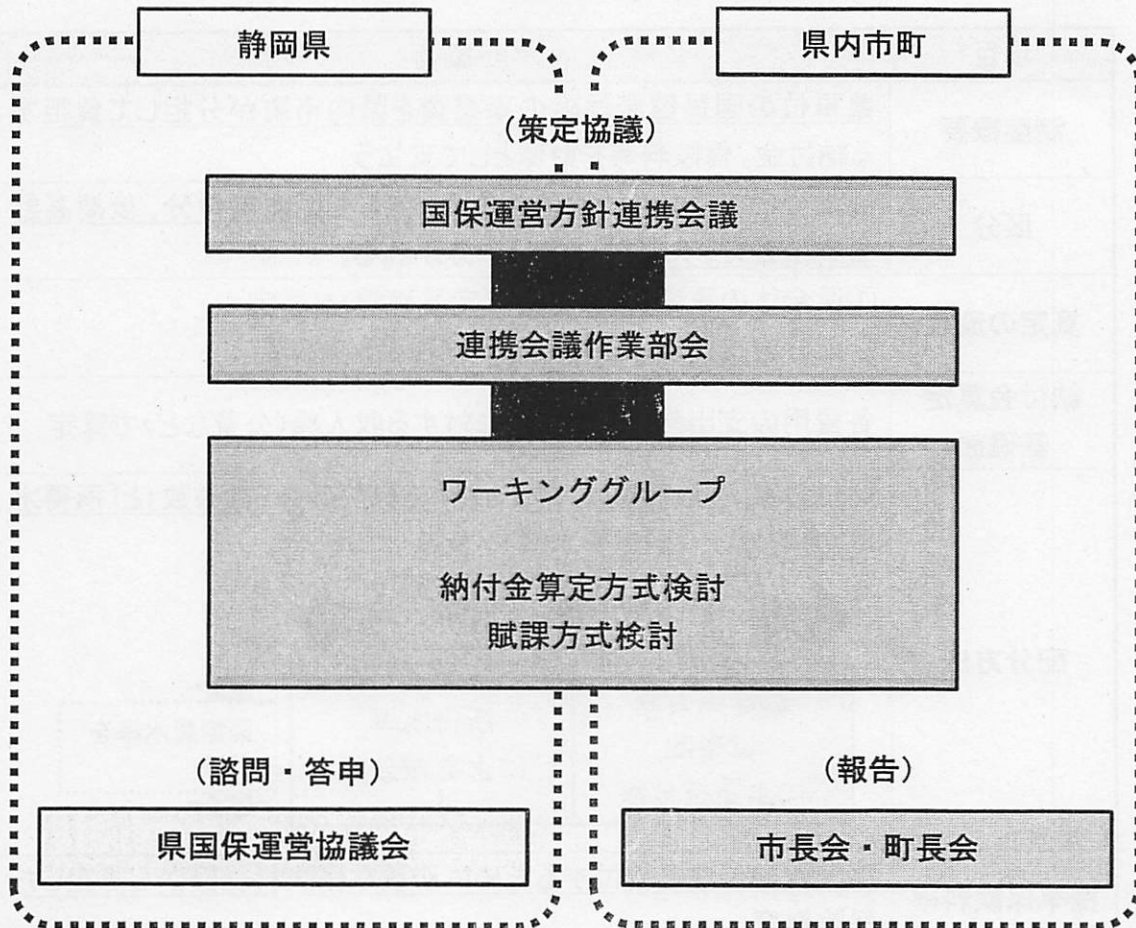 静岡県
県内市町
(策定協議)
国保運営方針連携会議
連携会議作業部会
ワーキンググループ
納付金算定方式検討
賦課方式検討
(諮問・答申)
(報告)
県国保運営協議会
市長会・町長会